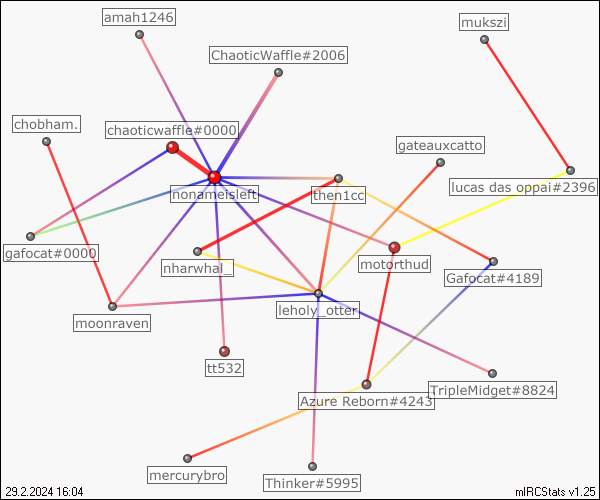 amah1246
mukszi
ChaoticWaffle#2006
chobham.
chaoticwaffle#0000
gateauxcatto
lucas das oppai#2396
nonameisleft
then1cc
gafocat#0000
nharwhal_
motorthud
Gafocat#4189
leholy_otter
moonraven
tt532
TripleMidget#8824
Azure Reborn#4243
mercurybro
Thinker#5995
29.2.2024 16:04
mIRCStats v1.25